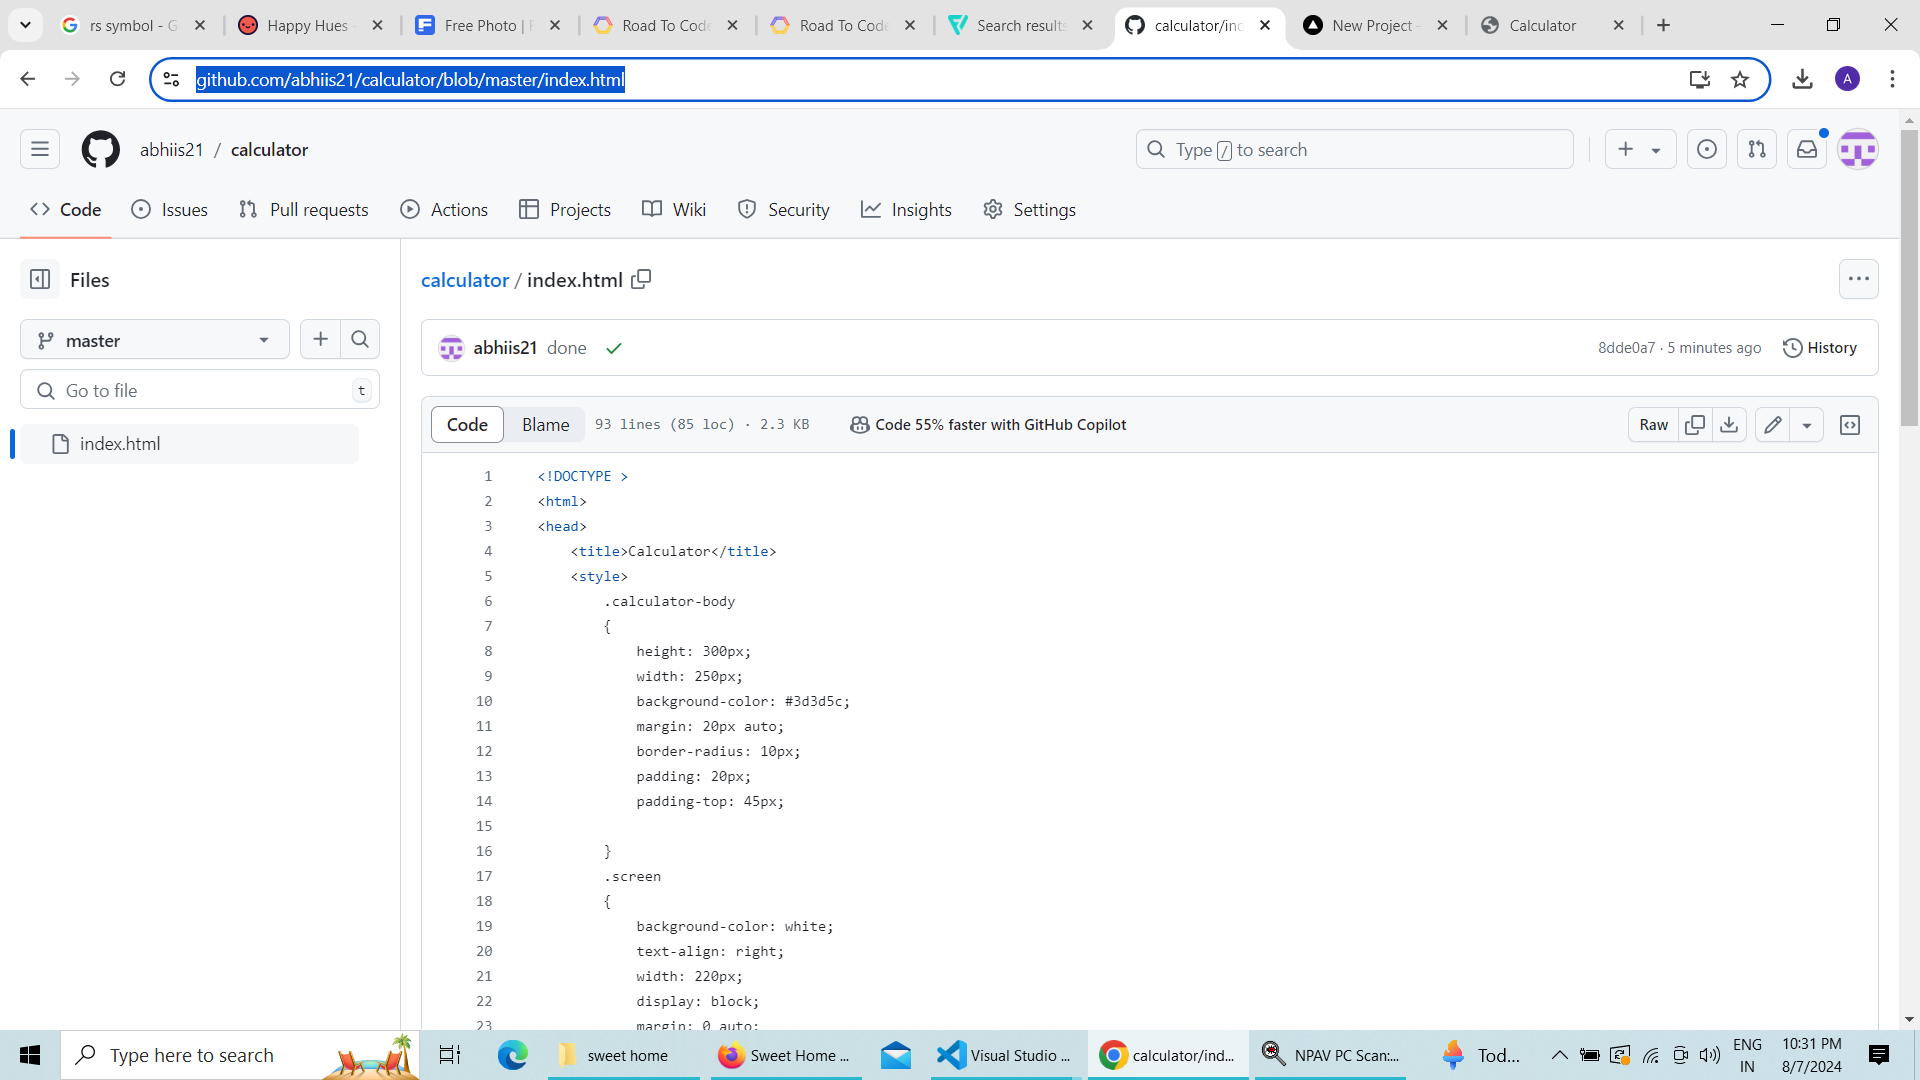 rs symbol - G
Happy Hues -
Free Photo | F
Road To Code
Road To Code
Search results
calculator/inc
New Project -
Calculator
github.com/abhiis21/calculator/blob/master/index.html
A
abhiis21 / calculator
Type / to search
Code
Issues
Pull requests
Actions
Projects
Wiki
Security
Insights
Settings
Files
calculator / index.html
master
abhiis21 done
8dde0a7 · 5 minutes ago
History
Go to file
t
Code
Blame
93 lines (85 loc) · 2.3 KB
Code 55% faster with GitHub Copilot
Raw
index.html
1 <!DOCTYPE >
2 <html>
3 <head>
4 <title>Calculator</title>
5 <style>
6 .calculator-body
7 {
8 height: 300px;
9 width: 250px;
10 background-color: #3d3d5c;
11 margin: 20px auto;
12 border-radius: 10px;
13 padding: 20px;
14 padding-top: 45px;
15
16 }
17 .screen
18 {
19 background-color: white;
20 text-align: right;
21 width: 220px;
22 display: block;
23 margin: 0 auto;
Type here to search
sweet home
Sweet Home ...
Visual Studio ...
calculator/ind...
NPAV PC Scan:...
Tod...
ENG
IN
10:31 PM
8/7/2024